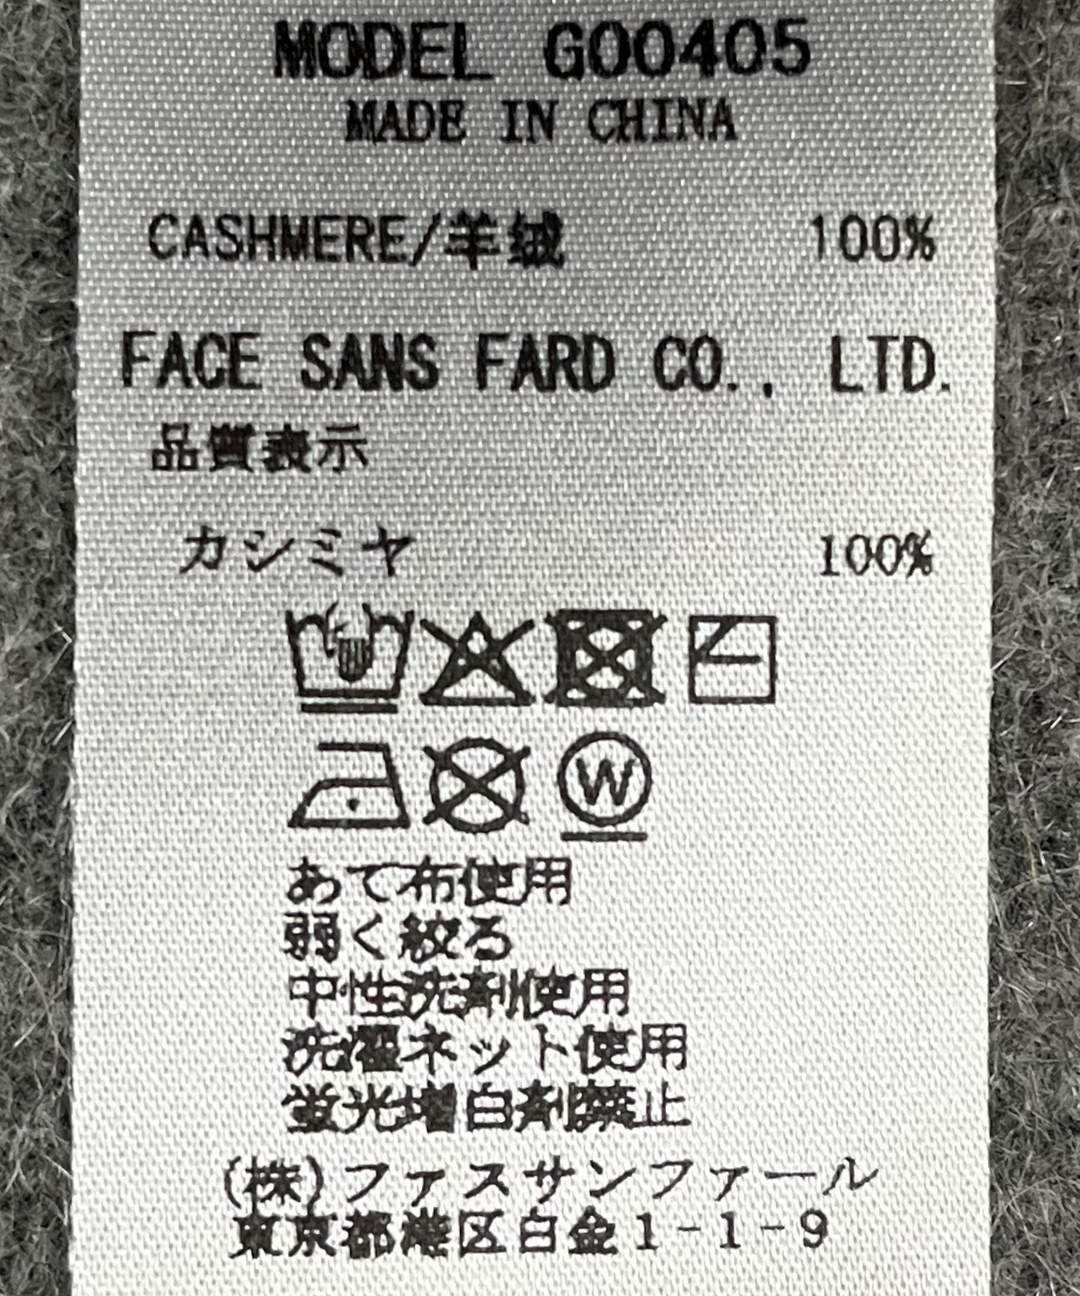 MODEL G00405
MADE IN CHINA
CASHMERE/羊绒 100%
FACE SANS FARD CO., LTD.
品質表示
カシミヤ 100%
W
あて布使用
弱く絞る
中性洗剤使用
洗濯ネット使用
蛍光増白剤禁止
(株)ファスサンファール
東京都港区白金1-1-9